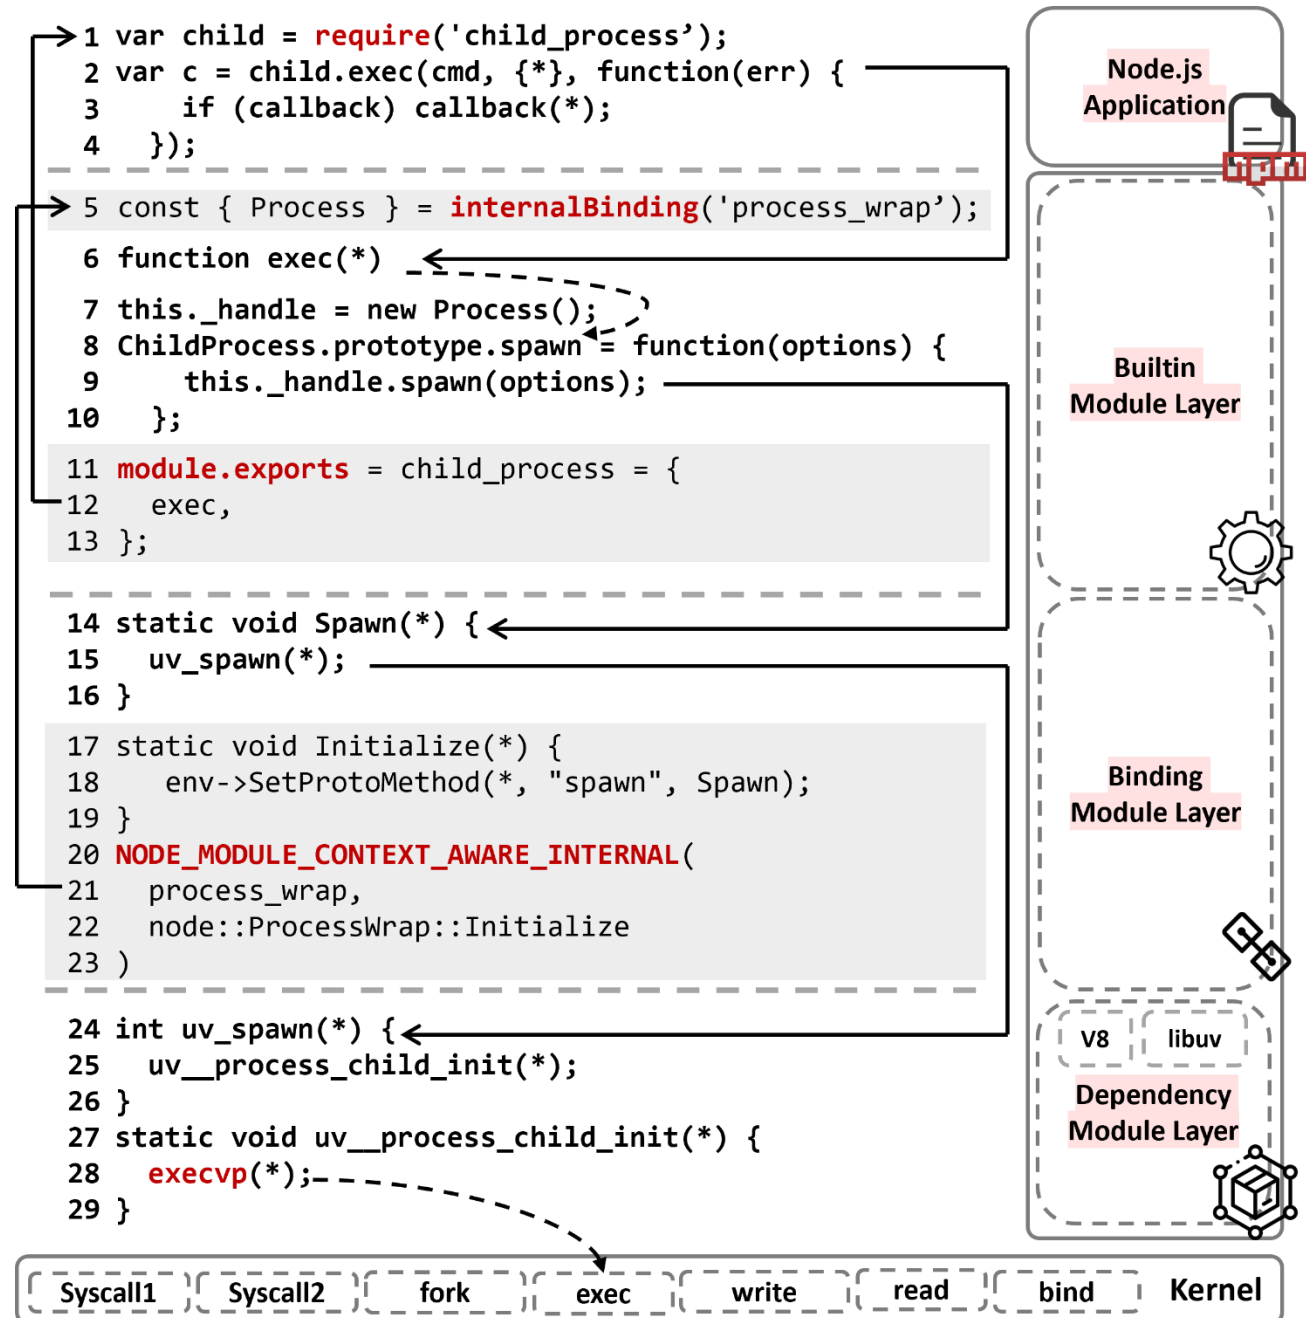 1 var child = require('child_process’);
2 var c = child.exec(cmd, {*}, function(err) {
3 if (callback) callback(*);
4 });
5 const { Process } = internalBinding('process_wrap’);
6 function exec(*)
7 this._handle = new Process();
8 ChildProcess.prototype.spawn = function(options) {
9 this._handle.spawn(options);
10 };
11 module.exports = child_process = {
12 exec,
13 };
14 static void Spawn(*) {
15 uv_spawn(*);
16 }
17 static void Initialize(*) {
18 env->SetProtoMethod(*, "spawn", Spawn);
19 }
20 NODE_MODULE_CONTEXT_AWARE_INTERNAL(
21 process_wrap,
22 node::ProcessWrap::Initialize
23 )
24 int uv_spawn(*) {
25 uv__process_child_init(*);
26 }
27 static void uv__process_child_init(*) {
28 execvp(*);
29 }
Node.js
Application
npm
Builtin
Module Layer
Binding
Module Layer
V8
libuv
Dependency
Module Layer
Syscall1 Syscall2 fork exec write read bind Kernel